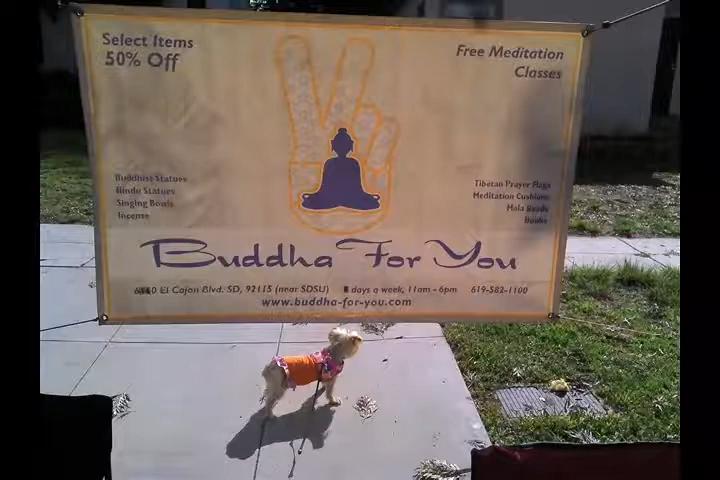 Select Items
50% Off
Free Meditation
Classes
Buddhist Statues
Hindu Statues
Singing Bowls
Incense
Tibetan Prayer Flags
Meditation Cushions
Mala Beads
Books
Buddha For You
El Cajon Blvd. SD, 92115 (near SDSU) days a week, 11am - 6pm 619-582-1100
www.buddha-for-you.com